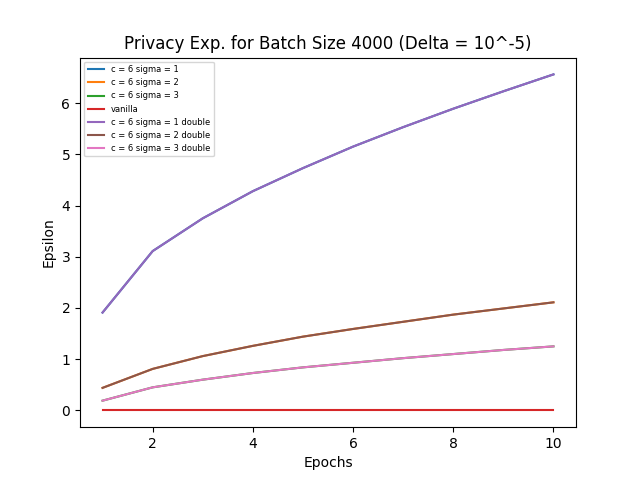 Privacy Exp. for Batch Size 4000 (Delta = 10^-5)
c = 6 sigma = 1
c = 6 sigma = 2
c = 6 sigma = 3
vanilla
c = 6 sigma = 1 double
c = 6 sigma = 2 double
c = 6 sigma = 3 double
Epsilon
6
5
4
3
2
1
0
2 4 6 8 10
Epochs